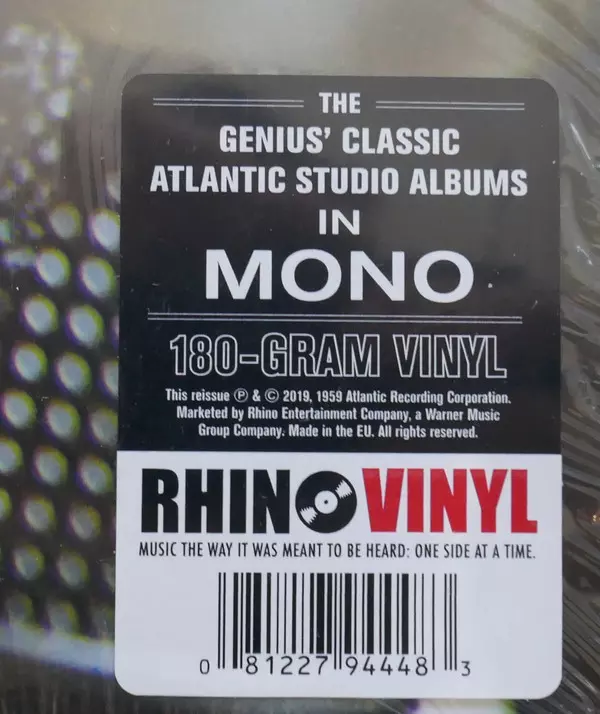 THE
GENIUS' CLASSIC
ATLANTIC STUDIO ALBUMS
IN
MONO
180-GRAM VINYL
This reissue ℗ & © 2019, 1959 Atlantic Recording Corporation.
Marketed by Rhino Entertainment Company, a Warner Music
Group Company. Made in the EU. All rights reserved.
RHINO VINYL
MUSIC THE WAY IT WAS MEANT TO BE HEARD: ONE SIDE AT A TIME.
0 81227 94448 3